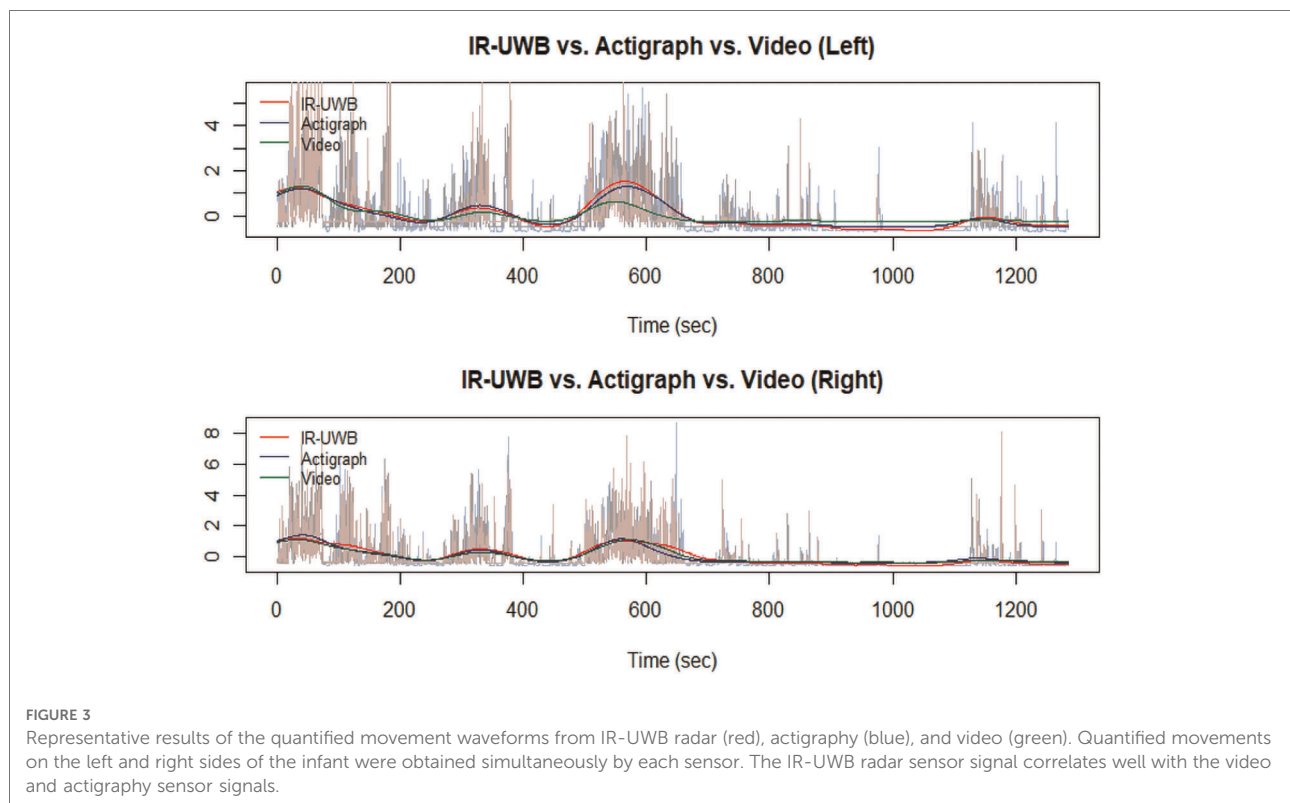 IR-UWB vs. Actigraph vs. Video (Left)
IR-UWB
Actigraph
Video
4
2
0
0 200 400 600 800 1000 1200
Time (sec)
IR-UWB vs. Actigraph vs. Video (Right)
IR-UWB
Actigraph
Video
8
6
4
2
0
0 200 400 600 800 1000 1200
Time (sec)
FIGURE 3
Representative results of the quantified movement waveforms from IR-UWB radar (red), actigraphy (blue), and video (green). Quantified movements
on the left and right sides of the infant were obtained simultaneously by each sensor. The IR-UWB radar sensor signal correlates well with the video
and actigraphy sensor signals.